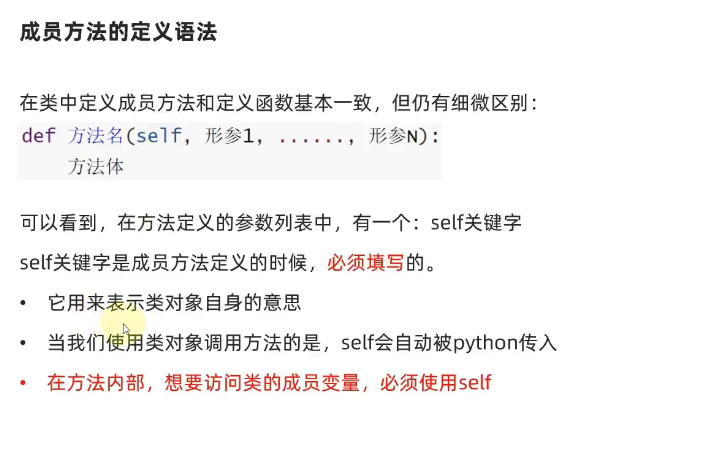 成员方法的定义语法
在类中定义成员方法和定义函数基本一致，但仍有细微区别：
def 方法名(self, 形参1, ......, 形参N):
方法体
可以看到，在方法定义的参数列表中，有一个：self关键字
self关键字是成员方法定义的时候，必须填写的。
• 它用来表示类对象自身的意思
• 当我们使用类对象调用方法的是，self会自动被python传入
• 在方法内部，想要访问类的成员变量，必须使用self